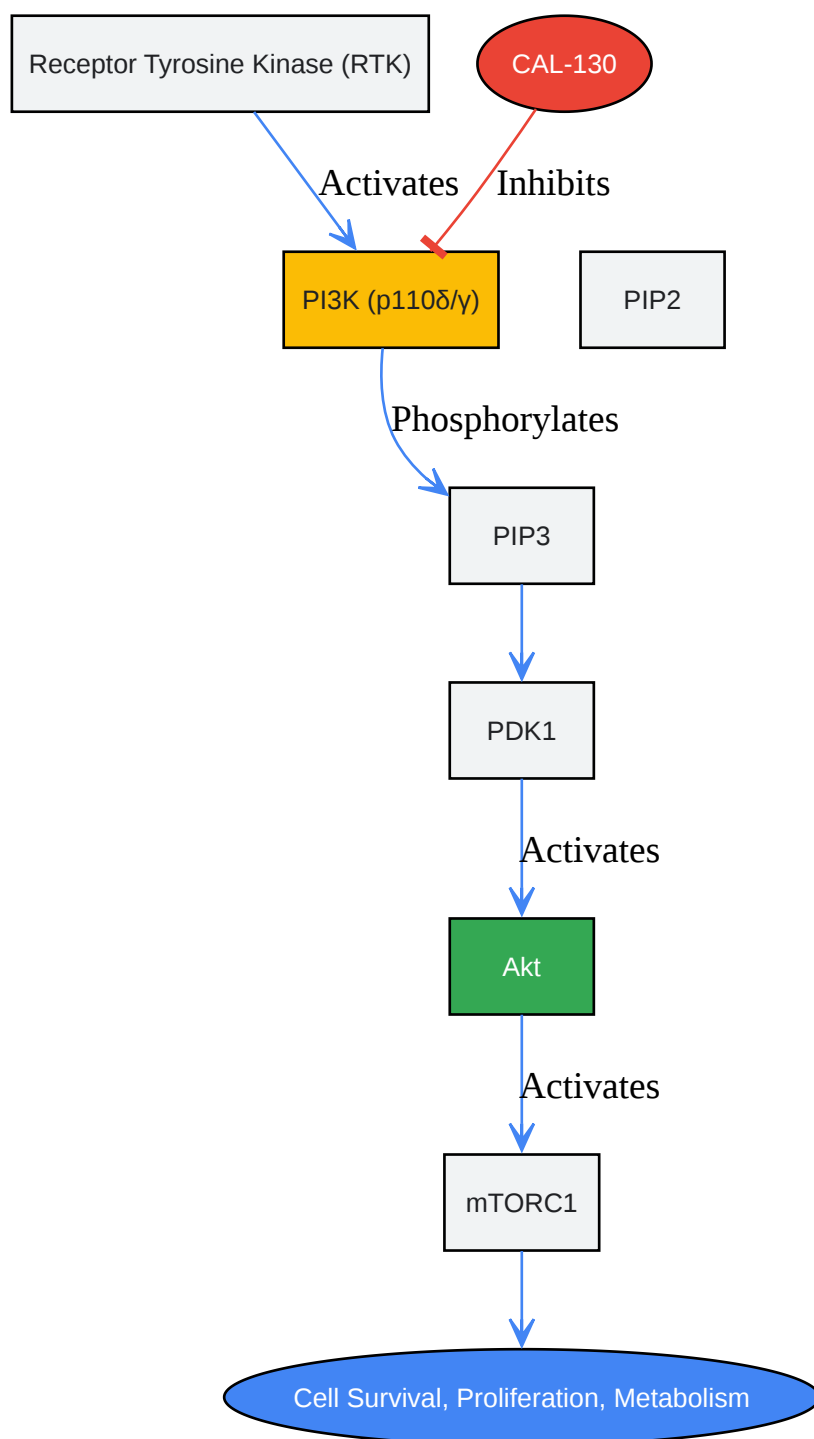 Receptor Tyrosine Kinase (RTK)
CAL-130
Activates
Inhibits
PI3K (p110δ/γ)
PIP2
Phosphorylates
PIP3
PDK1
Activates
Akt
Activates
mTORC1
Cell Survival, Proliferation, Metabolism